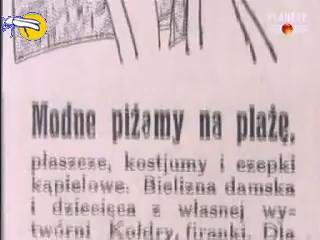 PLANETE
Modne piżamy na plażę,
płaszcze, kostjumy i czepki
kąpielowe. Bielizna damska
i dziecięca z własnej wy-
twórni. Kołdry, firanki. Dla